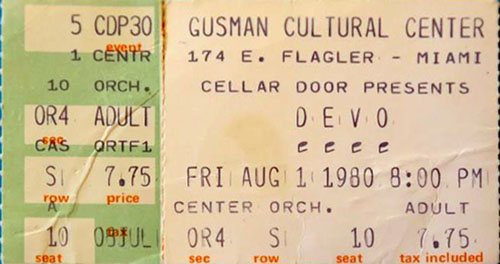 5 CDP30
event
1 CENTR
10 ORCH.
OR4 ADULT
sec
CAS QRTF1
S 7.75
row price
A tax
10 08JUL
seat
GUSMAN CULTURAL CENTER
174 E. FLAGLER - MIAMI
CELLAR DOOR PRESENTS
D E V O
e e e e
FRI AUG 1 1980 8:00 PM
CENTER ORCH. ADULT
OR4 S 10 7.75
sec row seat tax included